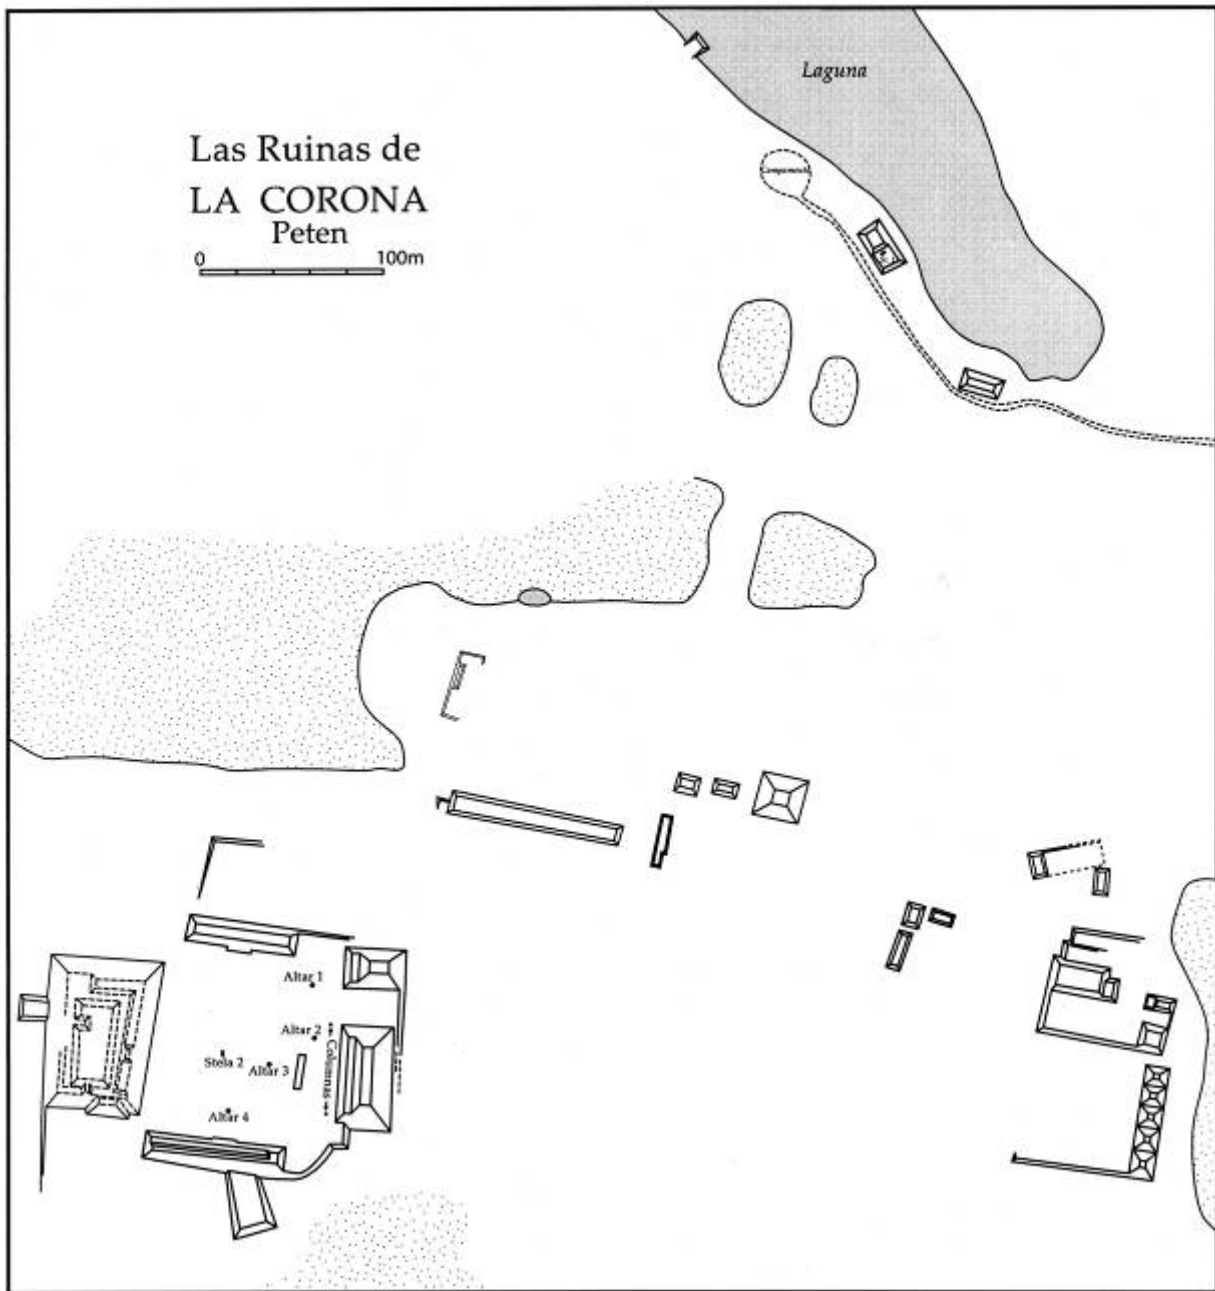 Laguna
Las Ruinas de
LA CORONA
Peten
0 100m
Campamento
Altar 1
Altar 2
Columnas
Stela 2
Altar 3
Altar 4